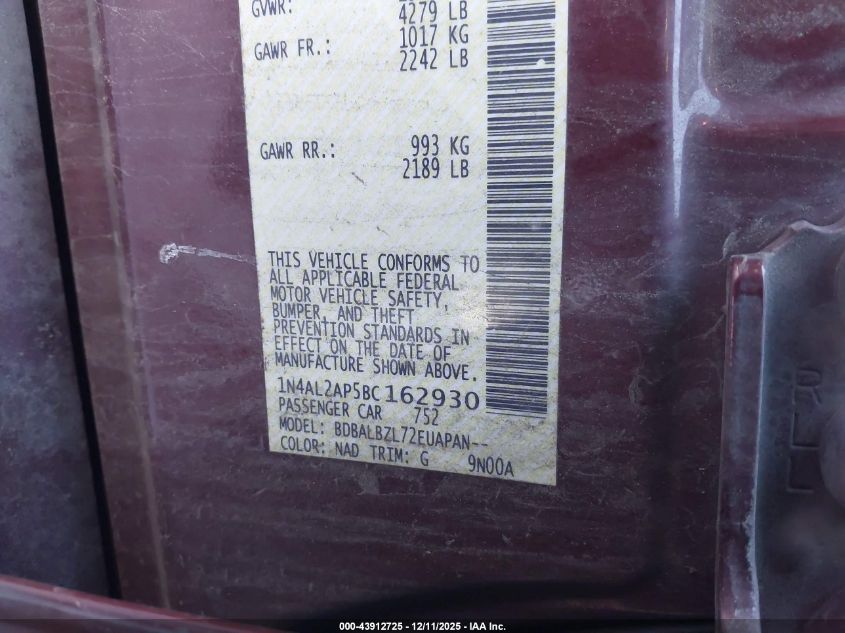 GVWR:
4279 LB
GAWR FR.: 1017 KG
2242 LB
GAWR RR.: 993 KG
2189 LB
THIS VEHICLE CONFORMS TO
ALL APPLICABLE FEDERAL
MOTOR VEHICLE SAFETY,
BUMPER, AND THEFT
PREVENTION STANDARDS IN
EFFECT ON THE DATE OF
MANUFACTURE SHOWN ABOVE.
1N4AL2AP5BC162930
PASSENGER CAR 752
MODEL: BDBALBZL72EUAPAN--
COLOR: NAD TRIM: G 9N00A
000-43912725 - 12/11/2025 - IAA Inc.